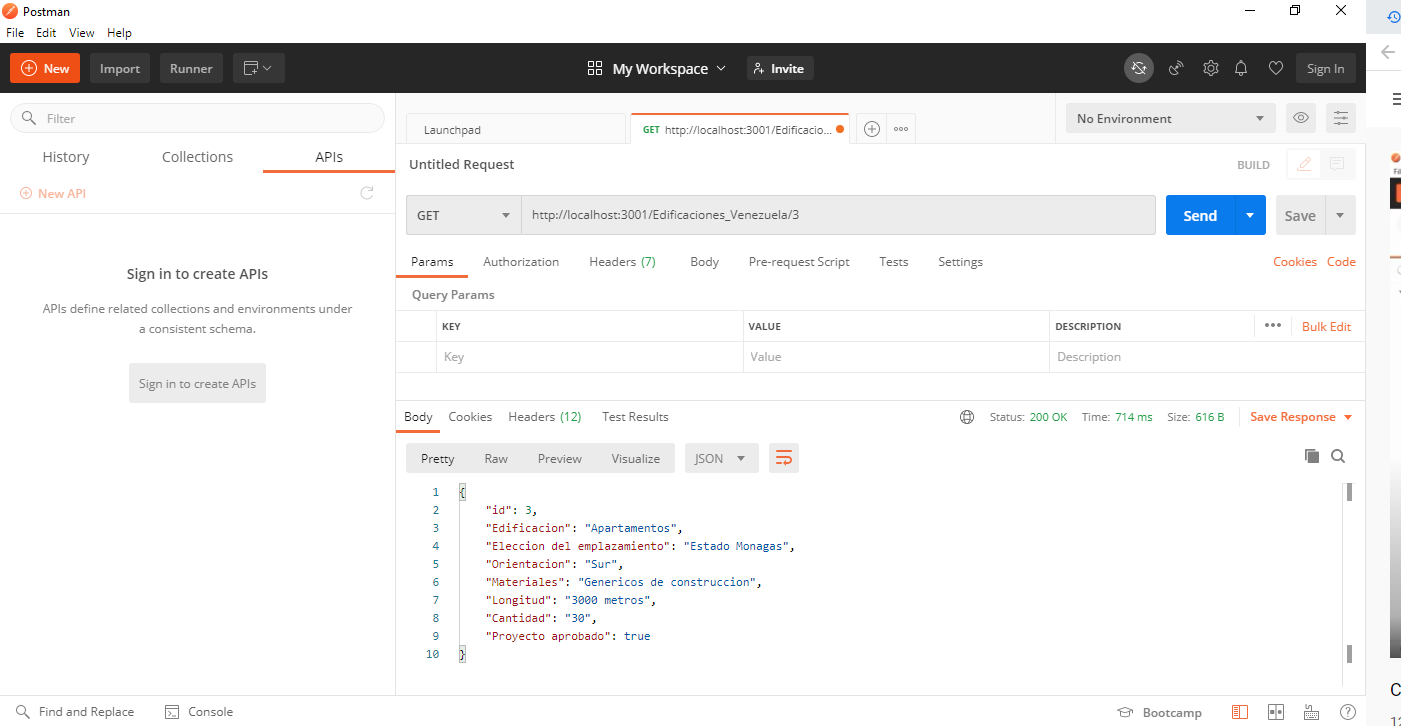 Postman
File Edit View Help
New Import Runner My Workspace Invite Sign In
Filter
Launchpad GET http://localhost:3001/Edificacio... No Environment
History Collections APIs
Untitled Request BUILD
New API
GET http://localhost:3001/Edificaciones_Venezuela/3 Send Save
Params Authorization Headers (7) Body Pre-request Script Tests Settings Cookies Code
Sign in to create APIs
Query Params
APIs define related collections and environments under
a consistent schema.
KEY VALUE DESCRIPTION Bulk Edit
Key Value Description
Sign in to create APIs
Body Cookies Headers (12) Test Results Status: 200 OK Time: 714 ms Size: 616 B Save Response
Pretty Raw Preview Visualize JSON
1 {
2 "id": 3,
3 "Edificacion": "Apartamentos",
4 "Eleccion del emplazamiento": "Estado Monagas",
5 "Orientacion": "Sur",
6 "Materiales": "Genericos de construccion",
7 "Longitud": "3000 metros",
8 "Cantidad": "30",
9 "Proyecto aprobado": true
10 }
Find and Replace Console Bootcamp